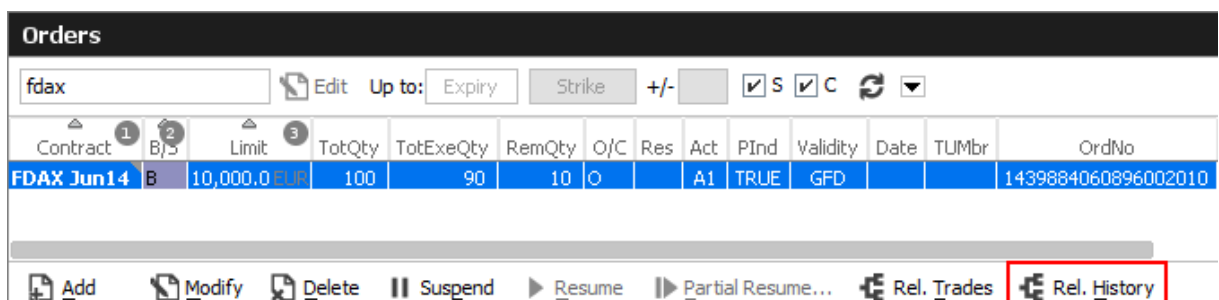 Orders
fdax Edit Up to: Expiry Strike +/- S C
Contract 1 B/S 2 Limit 3 TotQty TotExeQty RemQty O/C Res Act PInd Validity Date TUMbr OrdNo
FDAX Jun14 B 10,000.0 EUR 100 90 10 O A1 TRUE GFD 1439884060896002010
Add Modify Delete Suspend Resume Partial Resume... Rel. Trades Rel. History